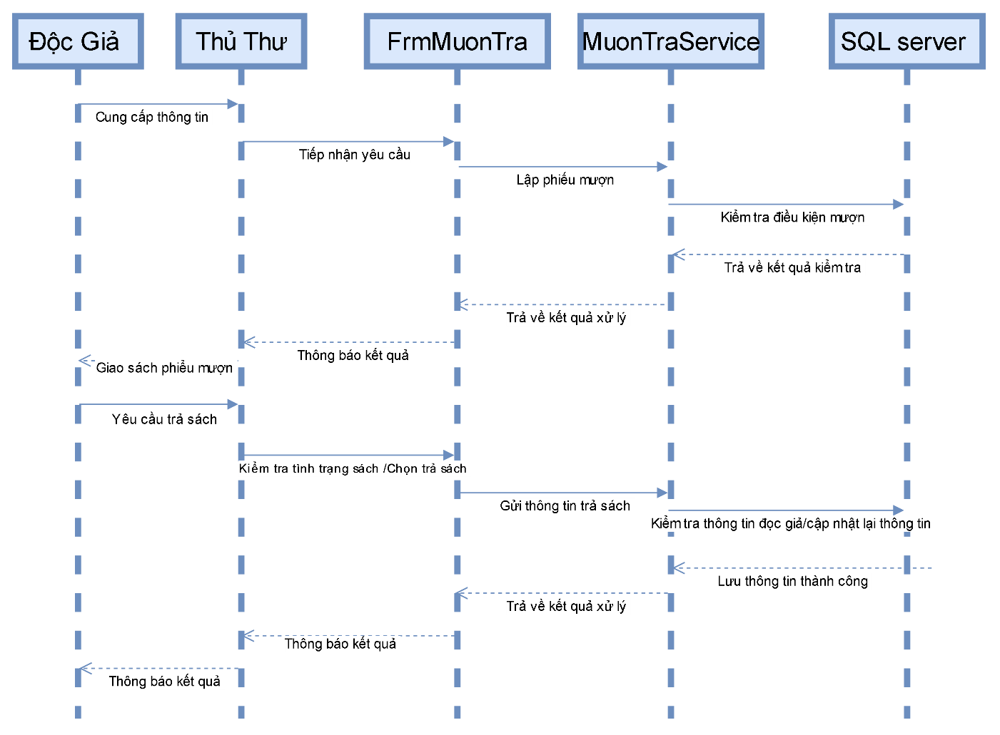 Độc Giả
Thủ Thư
FrmMuonTra
MuonTraService
SQL server
Cung cấp thông tin
Tiếp nhận yêu cầu
Lập phiếu mượn
Kiểm tra điều kiện mượn
Trả về kết quả kiểm tra
Trả về kết quả xử lý
Thông báo kết quả
Giao sách phiểu mượn
Yêu cầu trả sách
Kiểm tra tình trạng sách /Chọn trả sách
Gửi thông tin trả sách
Kiểm tra thông tin đọc giả/cập nhật lại thông tin
Lưu thông tin thành công
Trả về kết quả xử lý
Thông báo kết quả
Thông báo kết quả